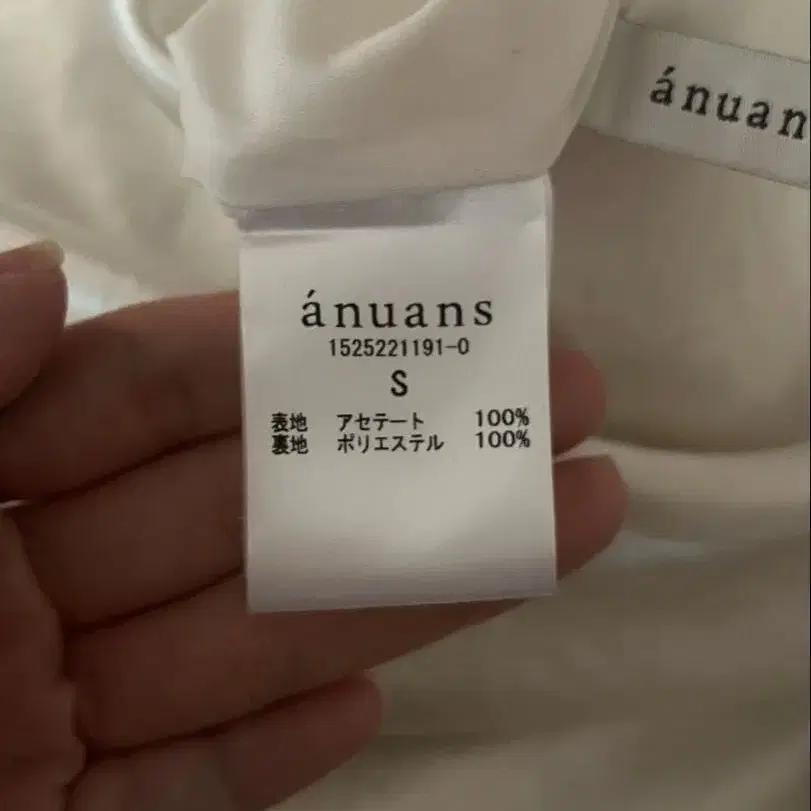 ánuan
ánuans
1525221191-0
S
表地 アセテート 100%
裏地 ポリエステル 100%